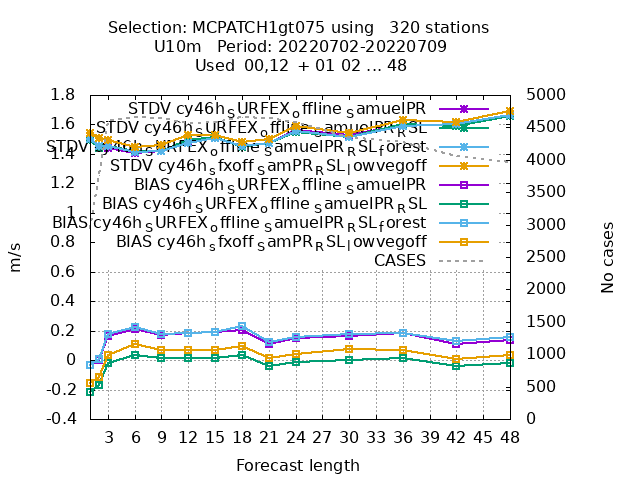 Selection: MCPATCH1gt075 using   320 stations
U10m   Period: 20220702-20220709
Used  00,12  + 01 02 ... 48
STDV cy46h_SURFEX_offline_SamuelPR
STDV cy46h_SURFEX_offline_SamuelPR_RSL
STDV cy46h_SURFEX_offline_SamuelPR_RSL_forest
STDV cy46h_sfxoff_SamPR_RSL_lowvegoff
BIAS cy46h_SURFEX_offline_SamuelPR
BIAS cy46h_SURFEX_offline_SamuelPR_RSL
BIAS cy46h_SURFEX_offline_SamuelPR_RSL_forest
BIAS cy46h_sfxoff_SamPR_RSL_lowvegoff
CASES
m/s
1.8
1.6
1.4
1.2
1
0.8
0.6
0.4
0.2
0
-0.2
-0.4
5000
4500
4000
3500
3000
2500
2000
1500
1000
500
0
No cases
3 6 9 12 15 18 21 24 27 30 33 36 39 42 45 48
Forecast length